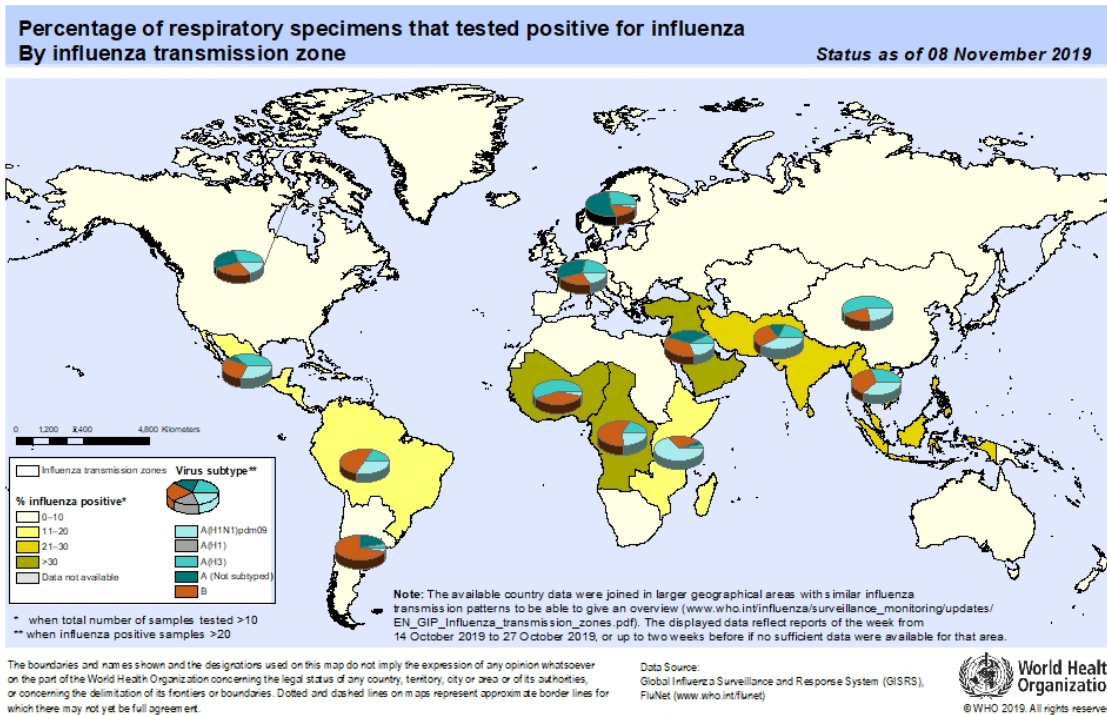 Percentage of respiratory specimens that tested positive for influenza
By influenza transmission zone
Status as of 08 November 2019
0 1,200 2,400 4,800 Kilometers
Influenza transmission zones
Virus subtype**
% influenza positive*
0–10
11–20
21–30
>30
Data not available
A(H1N1)pdm09
A(H1)
A(H3)
A (Not subtyped)
B
* when total number of samples tested >10
** when influenza positive samples >20
Note: The available country data were joined in larger geographical areas with similar influenza
transmission patterns to be able to give an overview (www.who.int/influenza/surveillance_monitoring/updates/
EN_GIP_Influenza_transmission_zones.pdf). The displayed data reflect reports of the week from
14 October 2019 to 27 October 2019, or up to two weeks before if no sufficient data were available for that area.
The boundaries and names shown and the designations used on this map do not imply the expression of any opinion whatsoever
on the part of the World Health Organization concerning the legal status of any country, territory, city or area or of its authorities,
or concerning the delimitation of its frontiers or boundaries. Dotted and dashed lines on maps represent approximate border lines for
which there may not yet be full agreement.
Data Source:
Global Influenza Surveillance and Response System (GISRS),
FluNet (www.who.int/flunet)
World Healt
Organizatio
© WHO 2019. All rights reserve